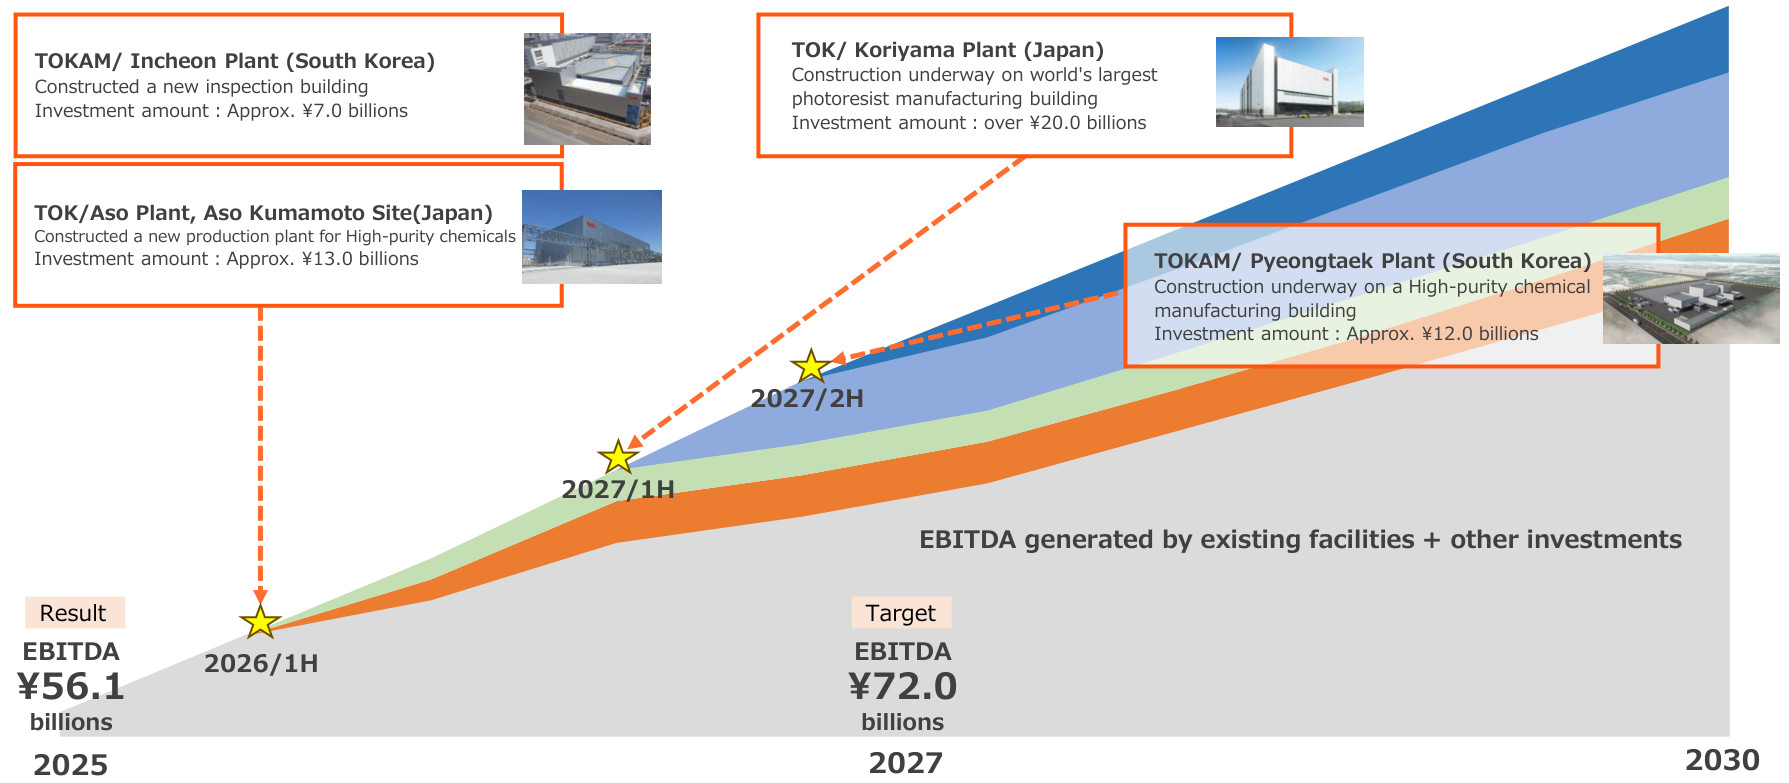 TOKAM/ Incheon Plant (South Korea)
Constructed a new inspection building
Investment amount : Approx. ¥7.0 billions
TOK/Aso Plant, Aso Kumamoto Site(Japan)
Constructed a new production plant for High-purity chemicals
Investment amount : Approx. ¥13.0 billions
TOK/ Koriyama Plant (Japan)
Construction underway on world's largest
photoresist manufacturing building
Investment amount : over ¥20.0 billions
TOKAM/ Pyeongtaek Plant (South Korea)
Construction underway on a High-purity chemical
manufacturing building
Investment amount : Approx. ¥12.0 billions
2027/2H
2027/1H
2026/1H
EBITDA generated by existing facilities + other investments
Result
EBITDA
¥56.1
billions
2025
Target
EBITDA
¥72.0
billions
2027
2030